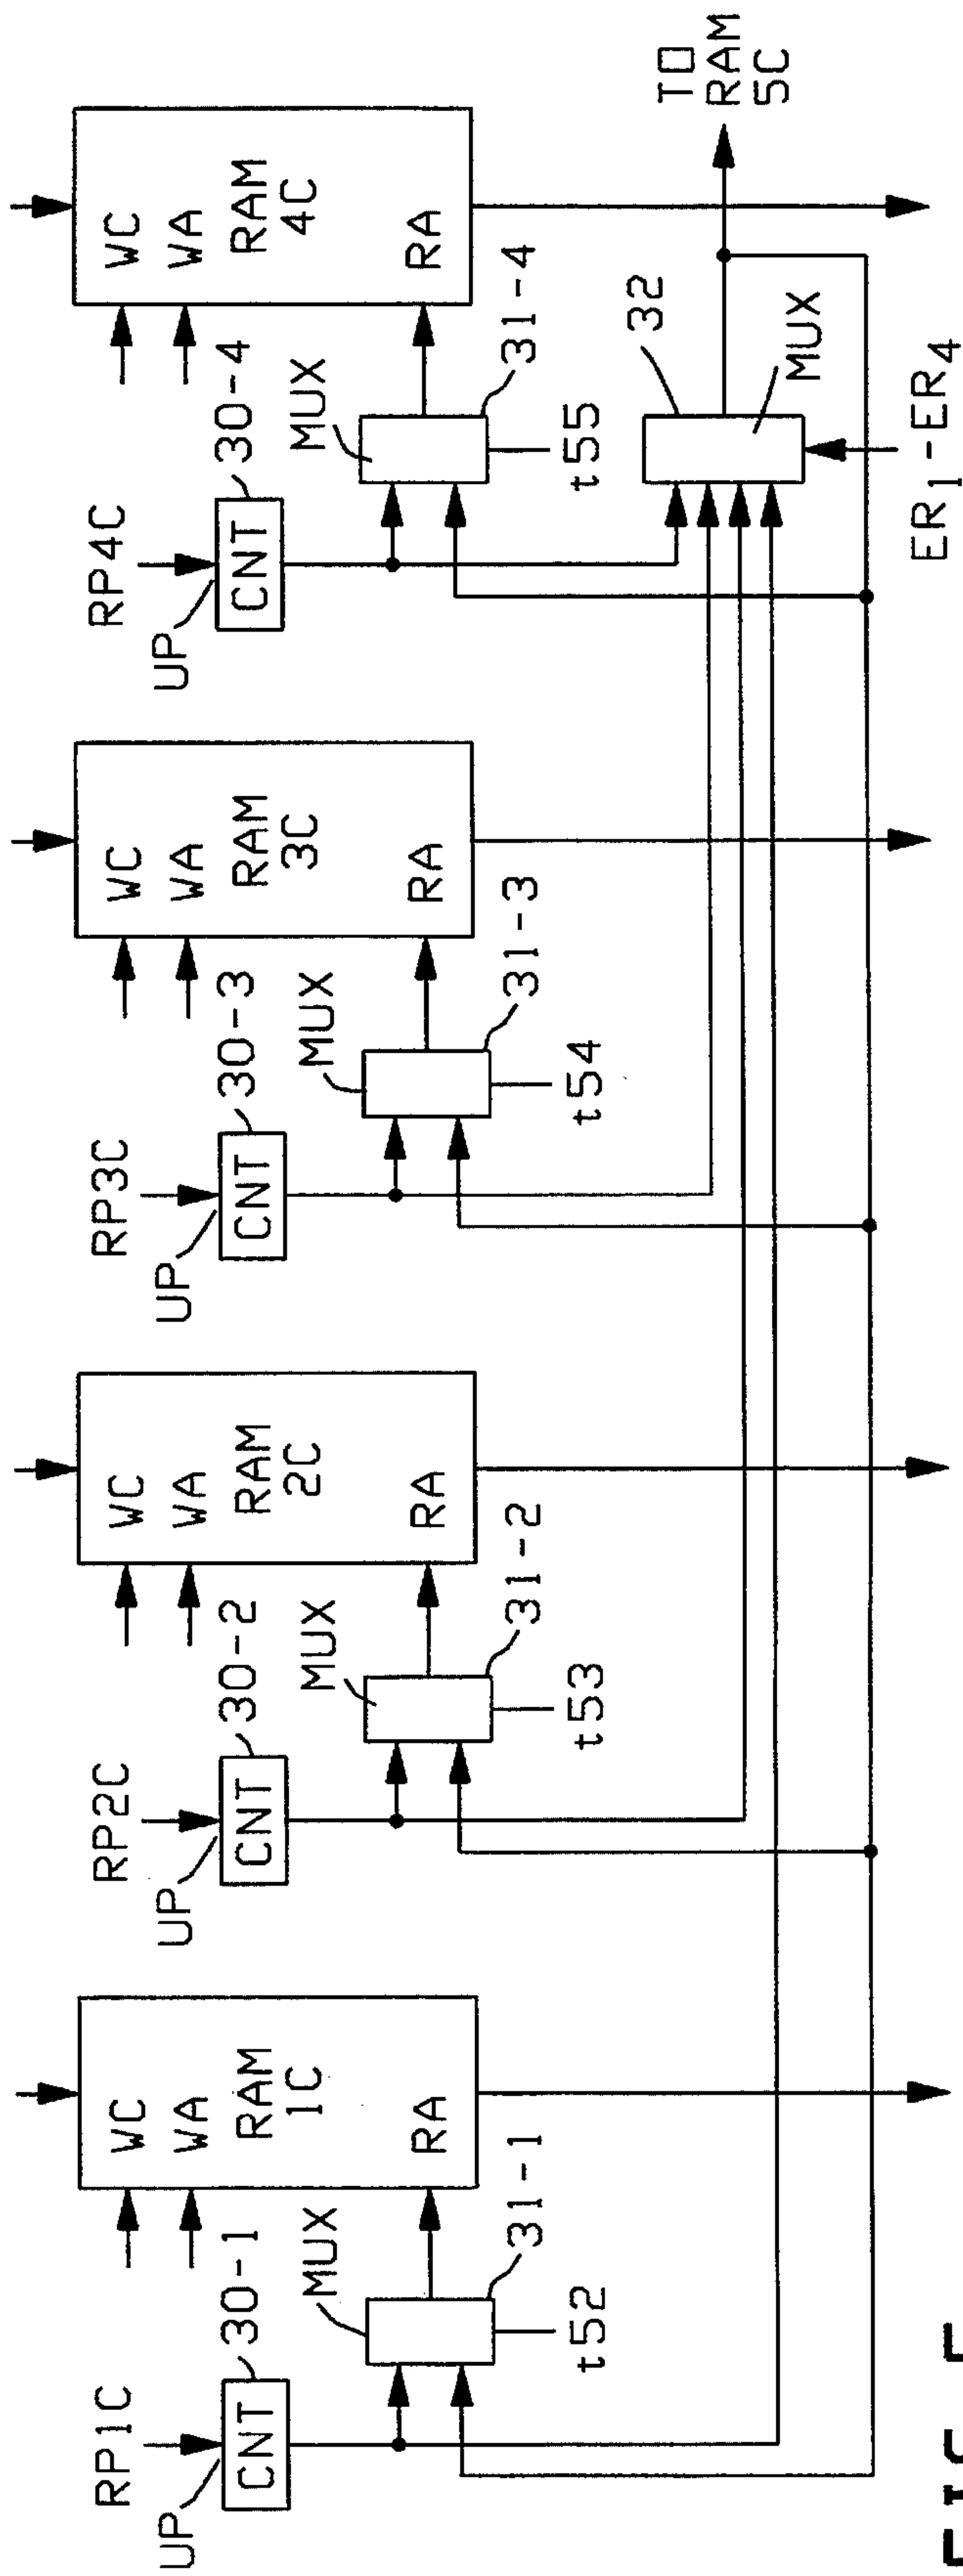 RP1C
UP
CNT
30-1
MUX
31-1
t52
WC
WA
RAM
1C
RA
RP2C
UP
CNT
30-2
MUX
31-2
t53
WC
WA
RAM
2C
RA
RP3C
UP
CNT
30-3
MUX
31-3
t54
WC
WA
RAM
3C
RA
RP4C
UP
CNT
30-4
MUX
31-4
t55
WC
WA
RAM
4C
RA
32
MUX
ER₁-ER₄
TO
RAM
5C